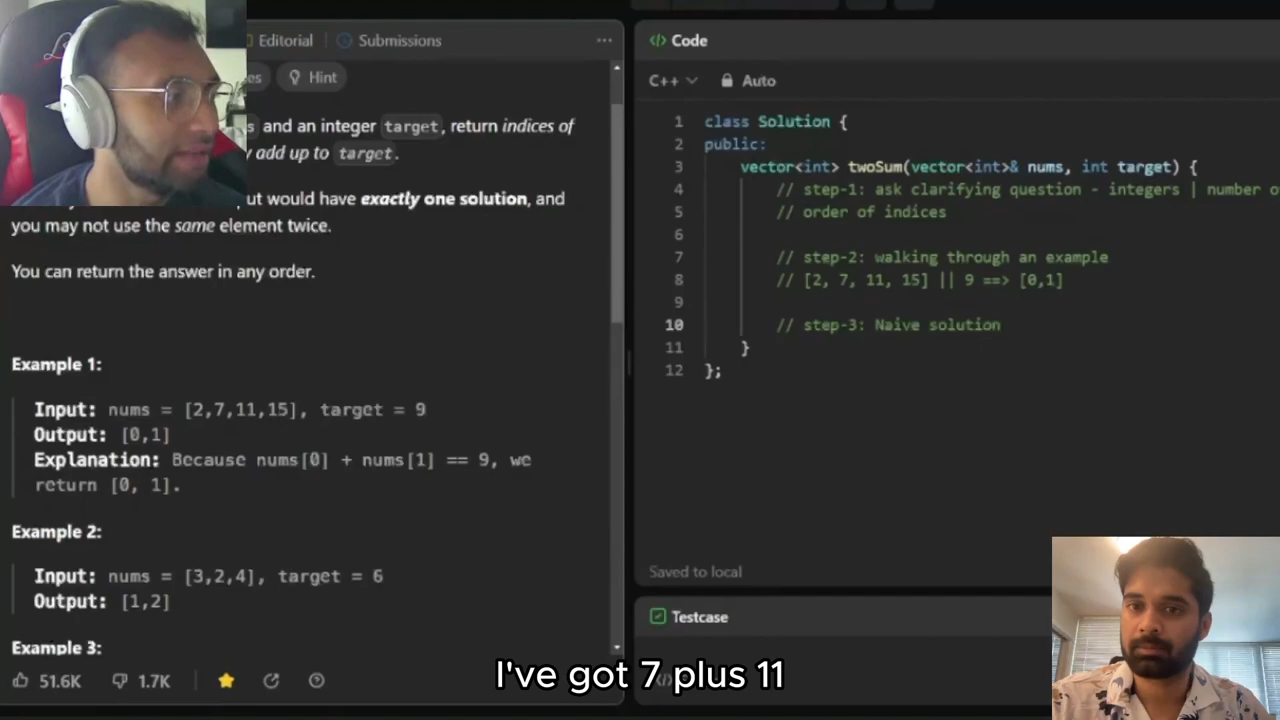 Editorial
Submissions
es
Hint
s and an integer target, return indices of
y add up to target.
ut would have exactly one solution, and
you may not use the same element twice.
You can return the answer in any order.
Example 1:
Input: nums = [2,7,11,15], target = 9
Output: [0,1]
Explanation: Because nums[0] + nums[1] == 9, we
return [0, 1].
Example 2:
Input: nums = [3,2,4], target = 6
Output: [1,2]
Example 3:
51.6K
1.7K
</> Code
C++
Auto
1 class Solution {
2 public:
3 vector<int> twoSum(vector<int>& nums, int target) {
4 // step-1: ask clarifying question - integers | number o
5 // order of indices
6
7 // step-2: walking through an example
8 // [2, 7, 11, 15] || 9 ==> [0,1]
9
10 // step-3: Naive solution
11 }
12 };
Saved to local
Testcase
I've got 7 plus 11